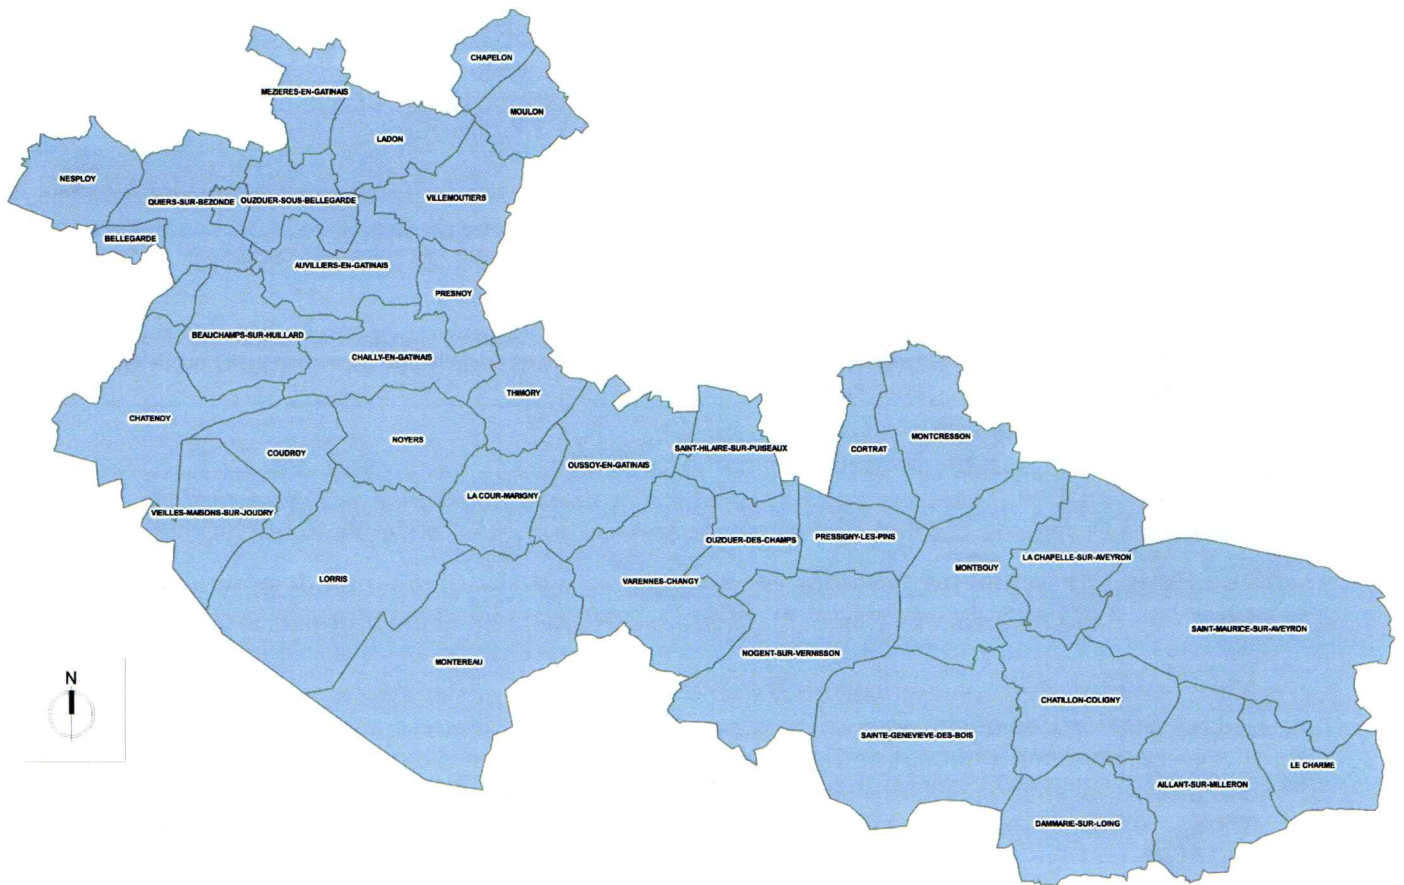 CHAPELON
MEZIERES-EN-GATINAIS
MOULON
LADON
NESPLOY
QUIERS-SUR-BEZONDE
OUZOUER-SOUS-BELLEGARDE
VILLEMOUTIERS
BELLEGARDE
AUVILLIERS-EN-GATINAIS
PRESNOY
BEAUCHAMPS-SUR-HUILLARD
CHAILLY-EN-GATINAIS
THIMORY
CHATENOY
NOYERS
COUDROY
OUSSOY-EN-GATINAIS
SAINT-HILAIRE-SUR-PUISEAUX
CORTRAT
MONTCRESSON
LA COUR-MARIGNY
VIEILLES-MAISONS-SUR-JOUDRY
OUZOUER-DES-CHAMPS
PRESSIGNY-LES-PINS
LA CHAPELLE-SUR-AVEYRON
MONTBOUY
LORRIS
VARENNES-CHANGY
SAINT-MAURICE-SUR-AVEYRON
NOGENT-SUR-VERNISSON
MONTEREAU
N
CHATILLON-COLIGNY
SAINTE-GENEVIEVE-DES-BOIS
LE CHARME
AILLANT-SUR-MILLERON
DAMMARIE-SUR-LOING